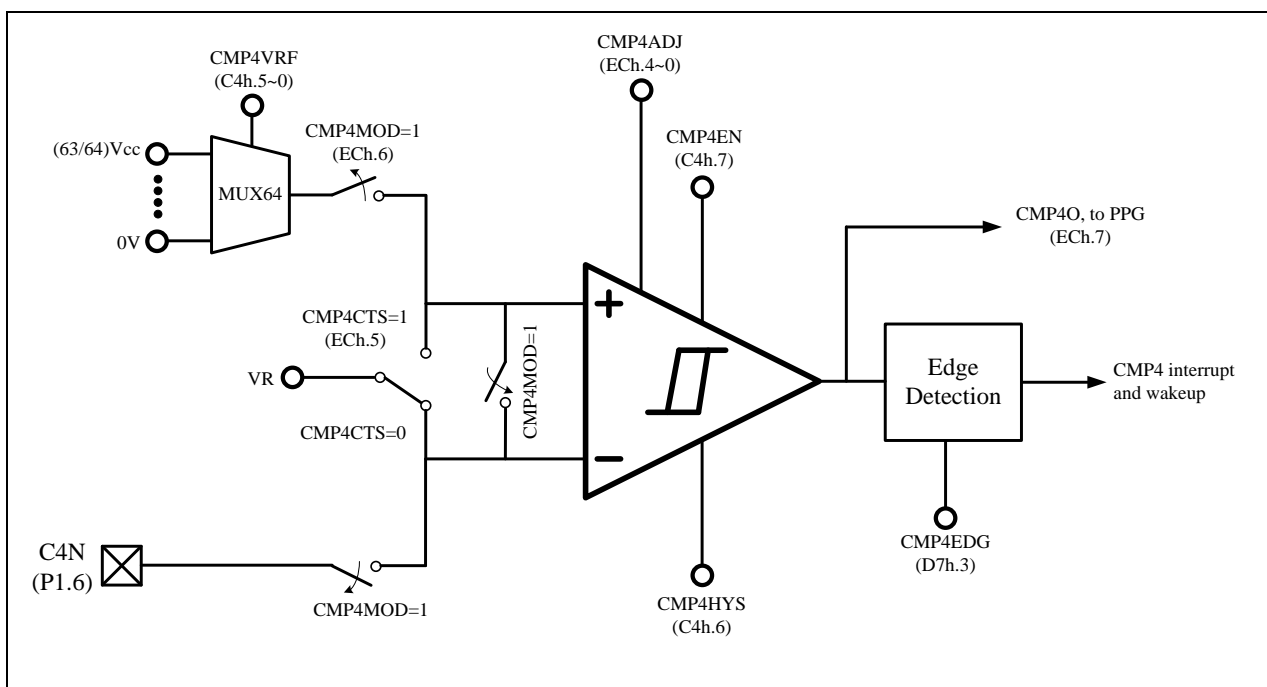 CMP4VRF
(C4h.5~0)
CMP4ADJ
(ECh.4~0)
CMP4MOD=1
(ECh.6)
CMP4EN
(C4h.7)
(63/64)Vcc
MUX64
0V
CMP4O, to PPG
(ECh.7)
CMP4CTS=1
(ECh.5)
CMP4MOD=1
+
VR
Edge
Detection
CMP4 interrupt
and wakeup
CMP4CTS=0
−
C4N
(P1.6)
CMP4MOD=1
CMP4HYS
(C4h.6)
CMP4EDG
(D7h.3)